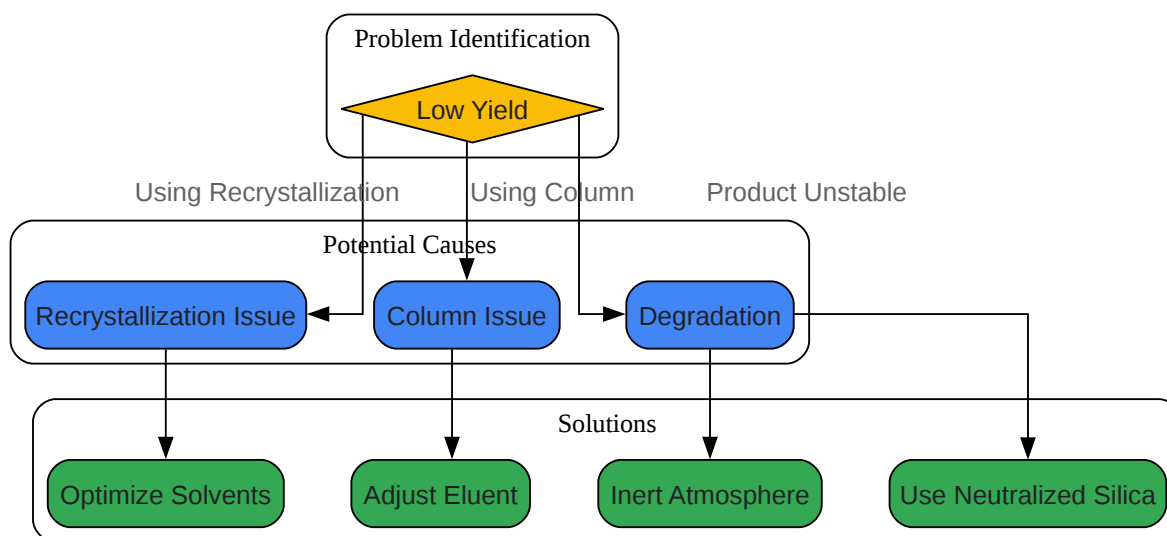 Problem Identification
Low Yield
Using Recrystallization
Using Column
Product Unstable
Potential Causes
Recrystallization Issue
Column Issue
Degradation
Solutions
Optimize Solvents
Adjust Eluent
Inert Atmosphere
Use Neutralized Silica